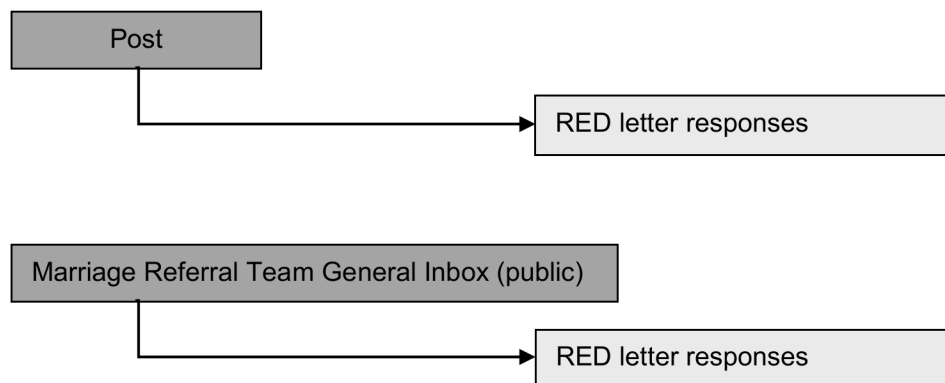 Post
RED letter responses
Marriage Referral Team General Inbox (public)
RED letter responses